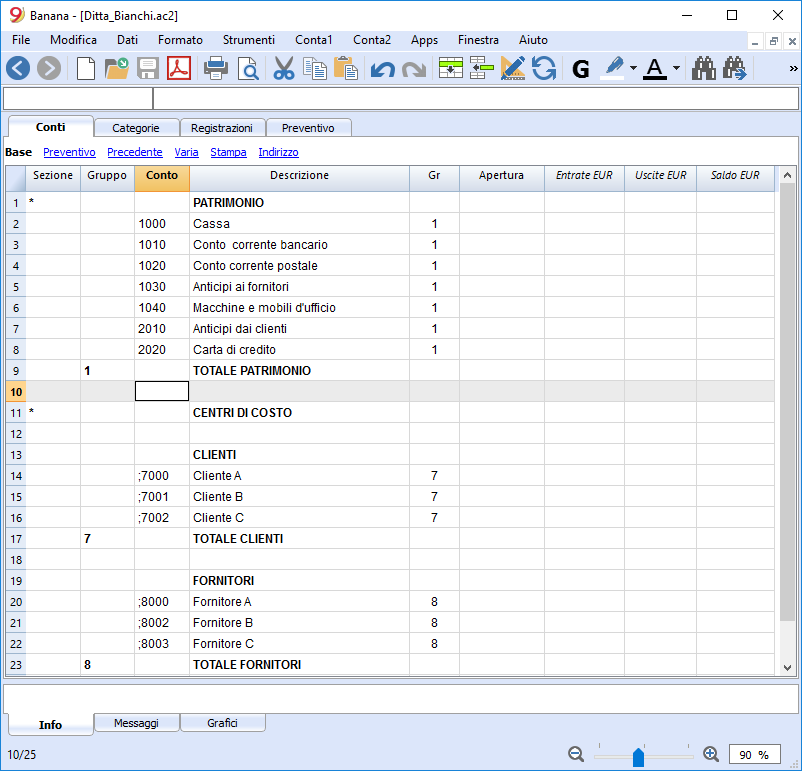 Banana - [Ditta_Bianchi.ac2]
File Modifica Dati Formato Strumenti Conta1 Conta2 Apps Finestra Aiuto
G A »
Conti Categorie Registrazioni Preventivo
Base Preventivo Precedente Varia Stampa Indirizzo
Sezione Gruppo Conto Descrizione Gr Apertura Entrate EUR Uscite EUR Saldo EUR
1 * PATRIMONIO
2 1000 Cassa 1
3 1010 Conto  corrente bancario 1
4 1020 Conto corrente postale 1
5 1030 Anticipi ai fornitori 1
6 1040 Macchine e mobili d'ufficio 1
7 2010 Anticipi dai clienti 1
8 2020 Carta di credito 1
9 1 TOTALE PATRIMONIO
10
11 * CENTRI DI COSTO
12
13 CLIENTI
14 ;7000 Cliente A 7
15 ;7001 Cliente B 7
16 ;7002 Cliente C 7
17 7 TOTALE CLIENTI
18
19 FORNITORI
20 ;8000 Fornitore A 8
21 ;8002 Fornitore B 8
22 ;8003 Fornitore C 8
23 8 TOTALE FORNITORI
Info Messaggi Grafici
10/25 90 %